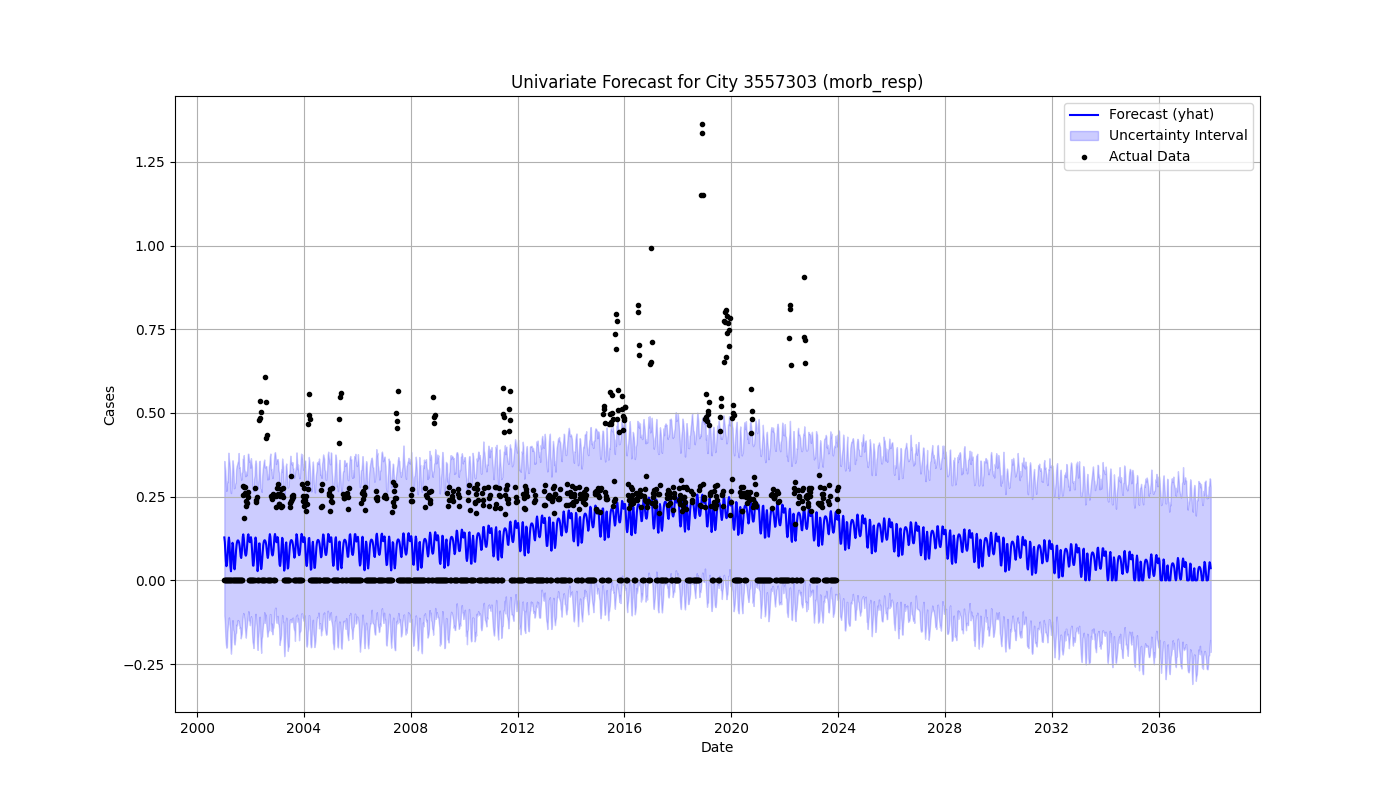 Univariate Forecast for City 3557303 (morb_resp)
Forecast (yhat)
Uncertainty Interval
Actual Data
1.25
1.00
0.75
0.50
0.25
0.00
−0.25
Cases
2000 2004 2008 2012 2016 2020 2024 2028 2032 2036
Date